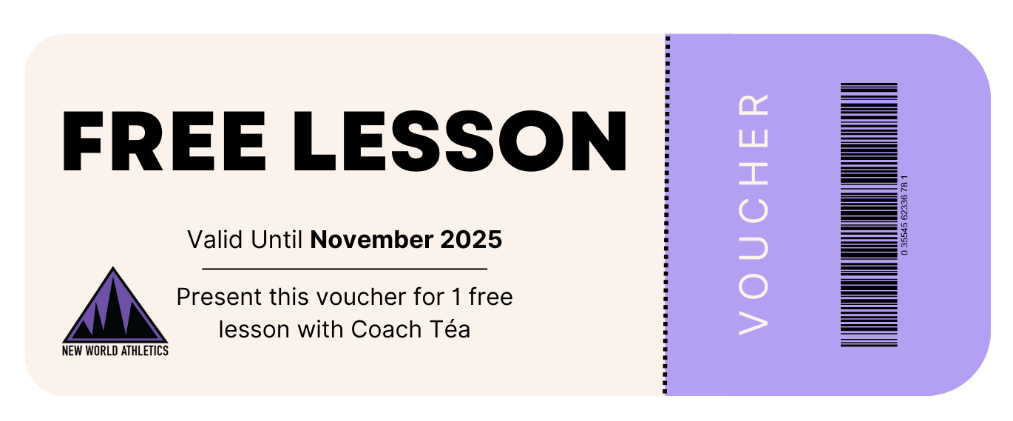 FREE LESSON
Valid Until November 2025
Present this voucher for 1 free
lesson with Coach Téa
NEW WORLD ATHLETICS
VOUCHER
0 35545 62336 78 1